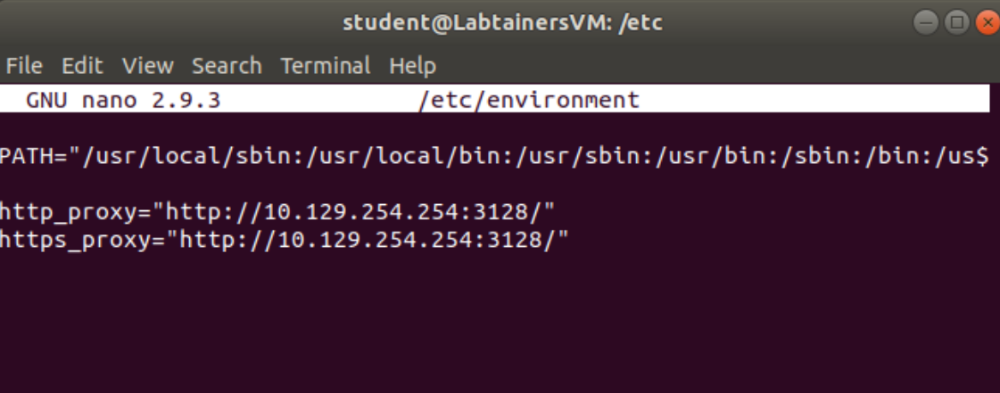 student@LabtainersVM: /etc
File Edit View Search Terminal Help
GNU nano 2.9.3 /etc/environment
PATH="/usr/local/sbin:/usr/local/bin:/usr/sbin:/usr/bin:/sbin:/bin:/us$
http_proxy="http://10.129.254.254:3128/"
https_proxy="http://10.129.254.254:3128/"